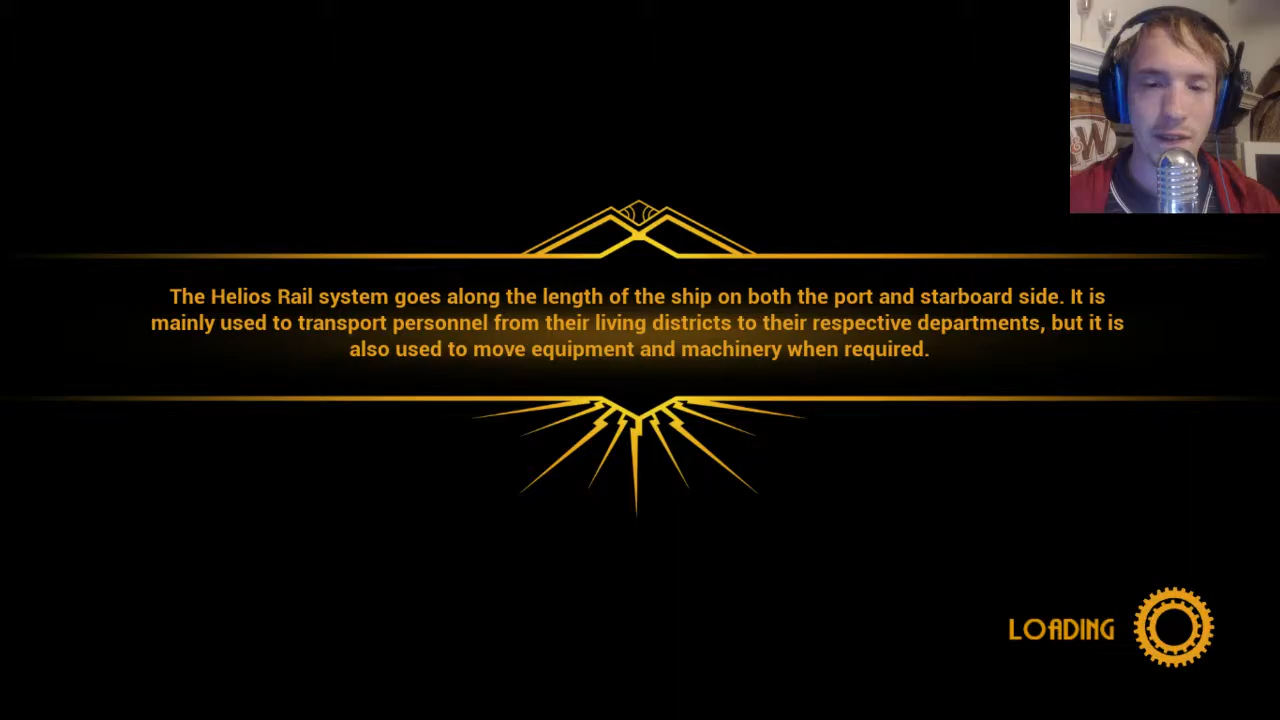 The Helios Rail system goes along the length of the ship on both the port and starboard side. It is
mainly used to transport personnel from their living districts to their respective departments, but it is
also used to move equipment and machinery when required.
&W
LOADING